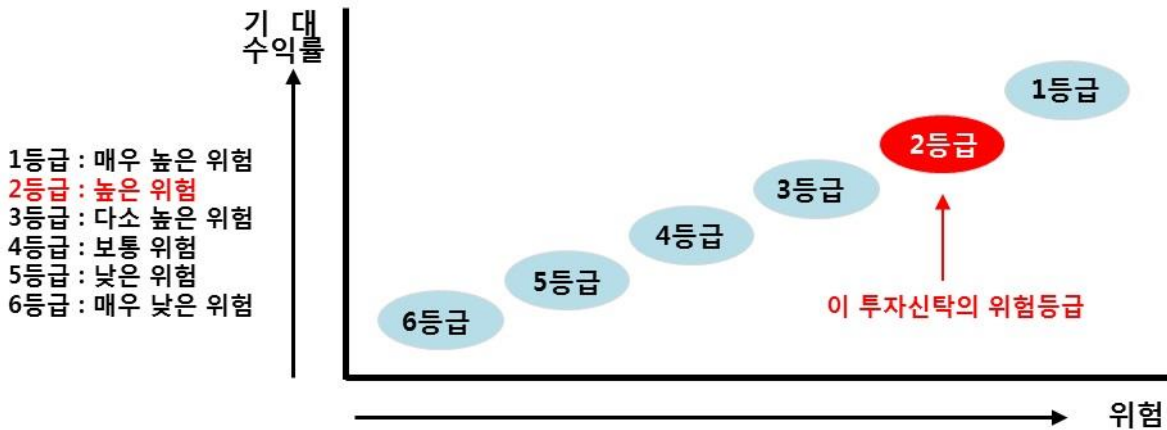 기 대
수익률
1등급 : 매우 높은 위험
2등급 : 높은 위험
3등급 : 다소 높은 위험
4등급 : 보통 위험
5등급 : 낮은 위험
6등급 : 매우 낮은 위험
1등급
2등급
3등급
4등급
5등급
6등급
이 투자신탁의 위험등급
위험